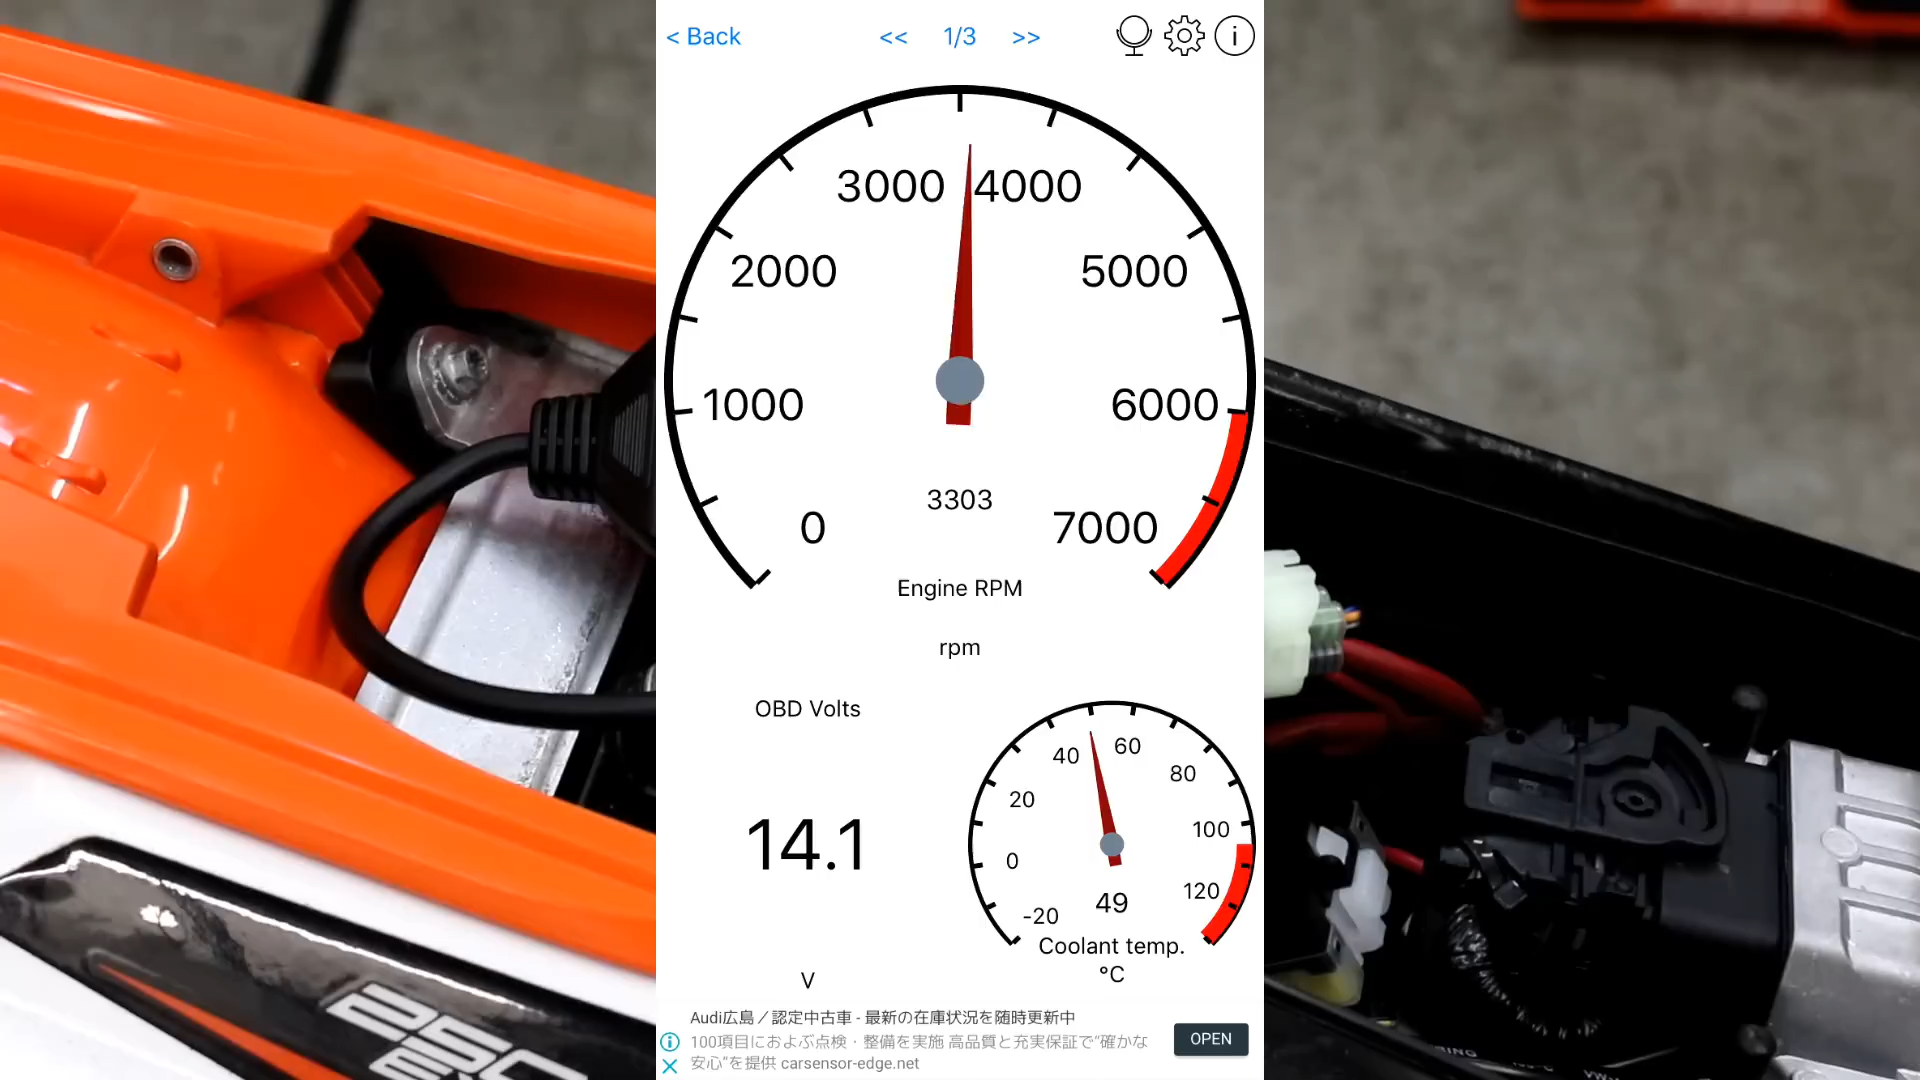 < Back << 1/3 >>
3000 4000
2000 5000
1000 6000
3303
0 7000
Engine RPM
rpm
OBD Volts
40 60
80
20
100
14.1
0
120
49
-20
Coolant temp.
°C
V
Audi広島／認定中古車 - 最新の在庫状況を随時更新中
100項目におよぶ点検・整備を実施 高品質と充実保証で“確かな
安心”を提供 carsensor-edge.net
OPEN
250